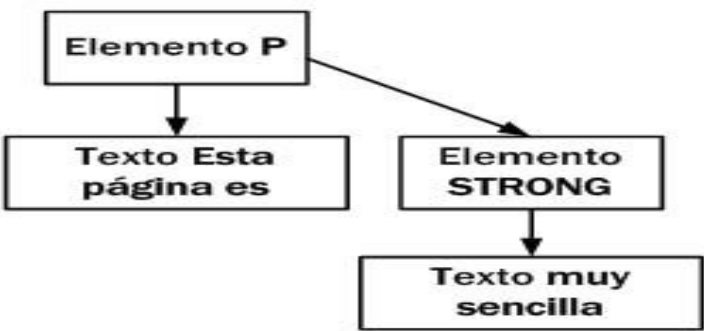 Elemento P
Texto Esta
página es
Elemento
STRONG
Texto muy
sencilla